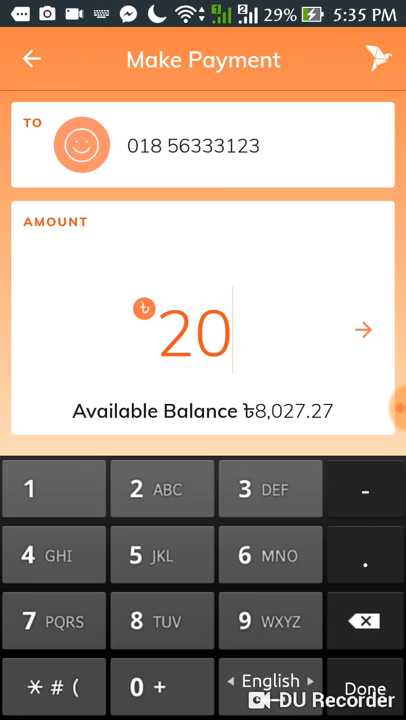 29% 5:35 PM
Make Payment
TO
018 56333123
AMOUNT
৳20
Available Balance ৳8,027.27
1 2 ABC 3 DEF -
4 GHI 5 JKL 6 MNO .
7 PQRS 8 TUV 9 WXYZ
* # ( 0 + English Done
DU Recorder